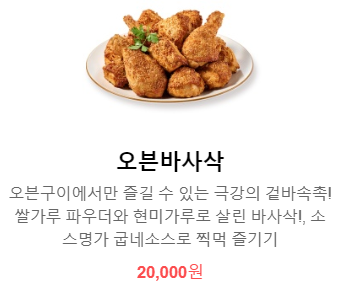 오븐바사삭
오븐구이에서만 즐길 수 있는 극강의 겉바속촉!
쌀가루 파우더와 현미가루로 살린 바사삭!, 소
스명가 굽네소스로 찍먹 즐기기
20,000원